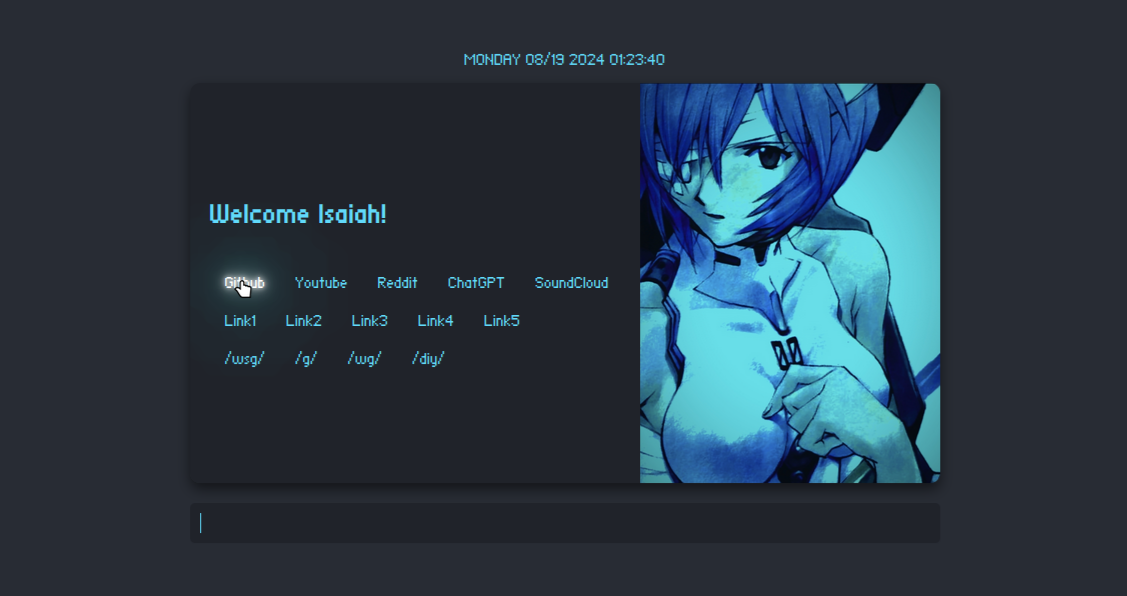 MONDAY 08/19 2024 01:23:40
Welcome Isaiah!
Github Youtube Reddit ChatGPT SoundCloud
Link1 Link2 Link3 Link4 Link5
/wsg/ /g/ /wg/ /diy/
00